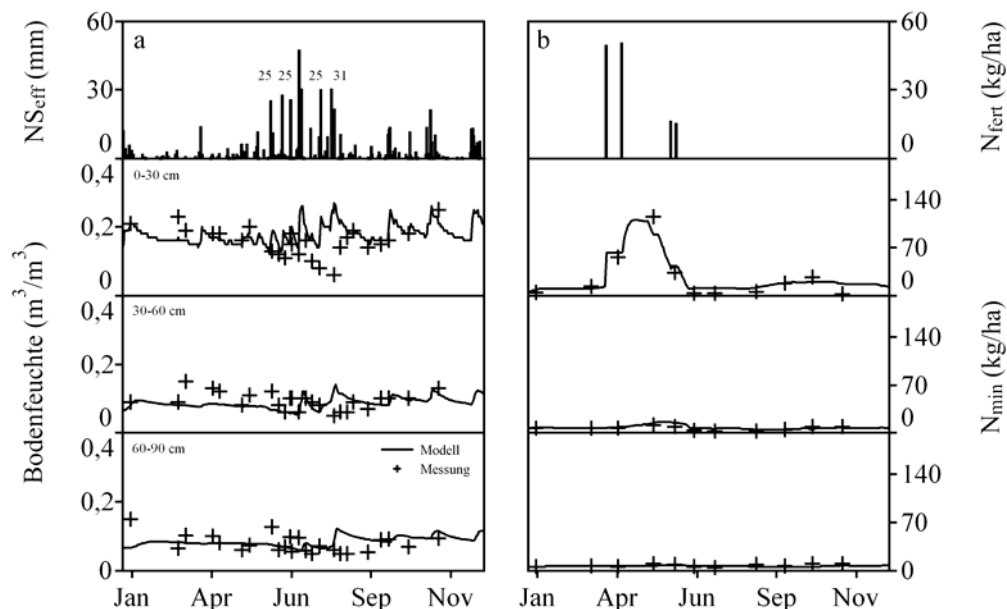 60
30
0
NSeff (mm)
a
25 25 25 31
b
60
30
0
Nfert (kg/ha)
0,4
0,2
0
0-30 cm
140
70
0
0,4
0,2
0
30-60 cm
Bodenfeuchte (m³/m³)
140
70
0
Nmin (kg/ha)
0,4
0,2
0
60-90 cm
Modell
Messung
140
70
0
Jan Apr Jun Sep Nov
Jan Apr Jun Sep Nov